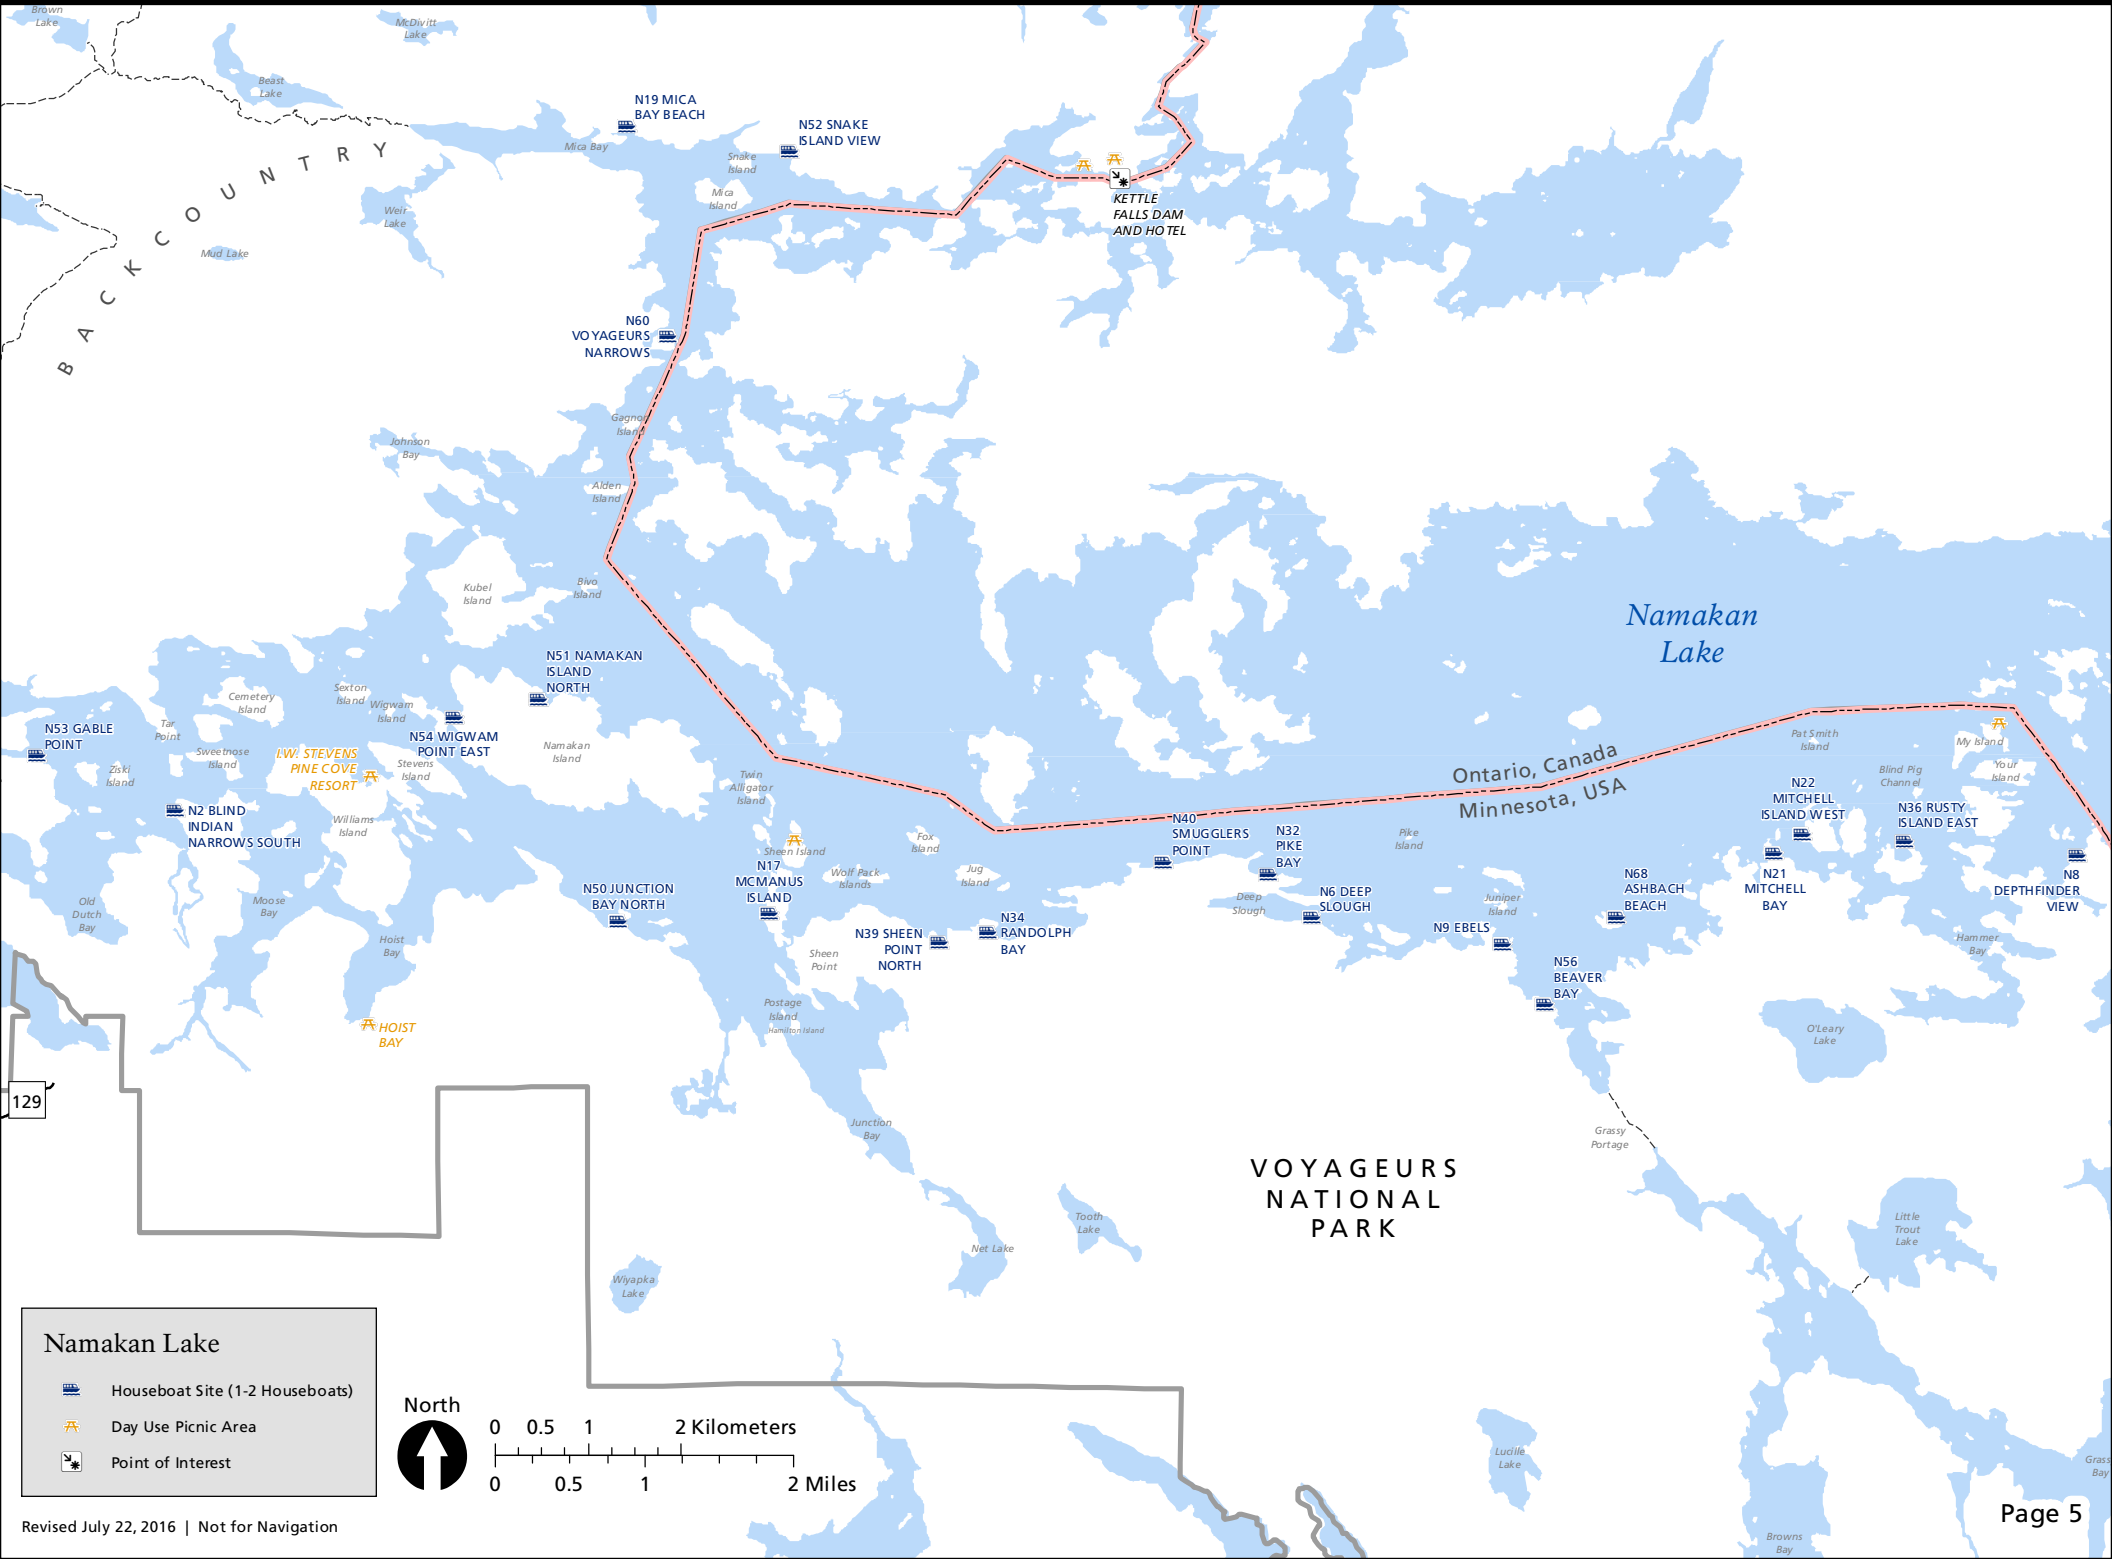 Brown
Lake
McDivitt
Lake
Beast
Lake
N19 MICA
BAY BEACH
N52 SNAKE
ISLAND VIEW
Mica Bay
Snake
Island
Mica
Island
BACKCOUNTRY
Weir
Lake
Mud Lake
KETTLE
FALLS DAM
AND HOTEL
N60
VOYAGEURS
NARROWS
Gagnon
Island
Johnson
Bay
Alden
Island
Kubel
Island
Bivo
Island
Namakan
Lake
N51 NAMAKAN
ISLAND
NORTH
Sexton
Island
Cemetery
Island
Wigwam
Island
Tar
Point
N53 GABLE
POINT
N54 WIGWAM
POINT EAST
Sweetnose
Island
I.W. STEVENS
PINE COVE
RESORT
Stevens
Island
Namakan
Island
Ziski
Island
Twin
Alligator
Island
Ontario, Canada
Minnesota, USA
Pat Smith
Island
My Island
Your
Island
Blind Pig
Channel
N22
MITCHELL
ISLAND WEST
N36 RUSTY
ISLAND EAST
N2 BLIND
INDIAN
NARROWS SOUTH
Williams
Island
Sheen Island
Fox
Island
N40
SMUGGLERS
POINT
N32
PIKE
BAY
Pike
Island
N17
MCMANUS
ISLAND
Wolf Pack
Islands
Jug
Island
N50 JUNCTION
BAY NORTH
Deep
Slough
N6 DEEP
SLOUGH
Juniper
Island
N68
ASHBACH
BEACH
N21
MITCHELL
BAY
N8
DEPTHFINDER
VIEW
Old
Dutch
Bay
Moose
Bay
Hoist
Bay
N39 SHEEN
POINT
NORTH
N34
RANDOLPH
BAY
N9 EBELS
Hammer
Bay
Sheen
Point
N56
BEAVER
BAY
Postage
Island
Hamilton Island
HOIST
BAY
O'Leary
Lake
129
Junction
Bay
Grassy
Portage
VOYAGEURS
NATIONAL
PARK
Tooth
Lake
Little
Trout
Lake
Net Lake
Wiyapka
Lake
Namakan Lake
Houseboat Site (1-2 Houseboats)
Day Use Picnic Area
Point of Interest
North
0 0.5 1 2 Kilometers
0 0.5 1 2 Miles
Lucille
Lake
Grass
Bay
Browns
Bay
Page 5
Revised July 22, 2016 | Not for Navigation